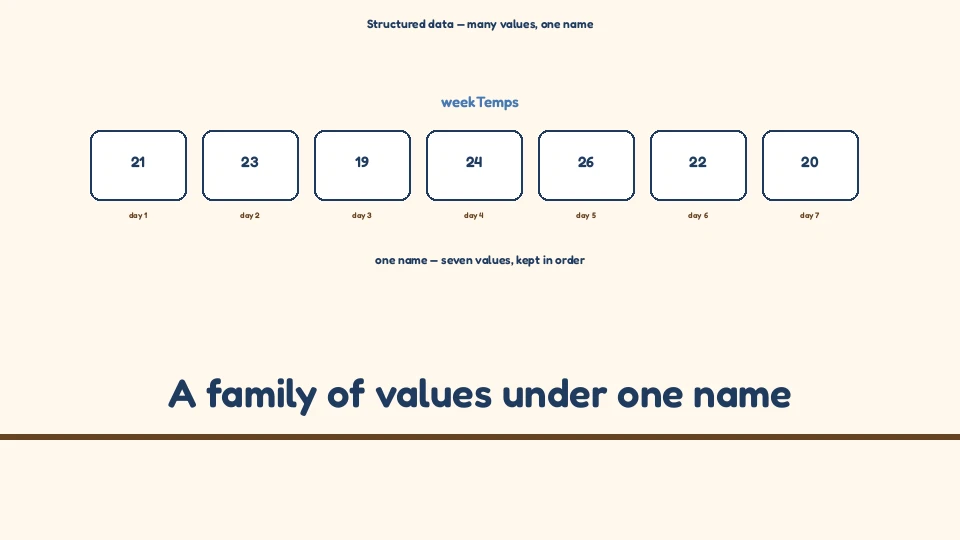 Structured data — many values, one name
weekTemps
21 23 19 24 26 22 20
day 1 day 2 day 3 day 4 day 5 day 6 day 7
one name — seven values, kept in order
A family of values under one name